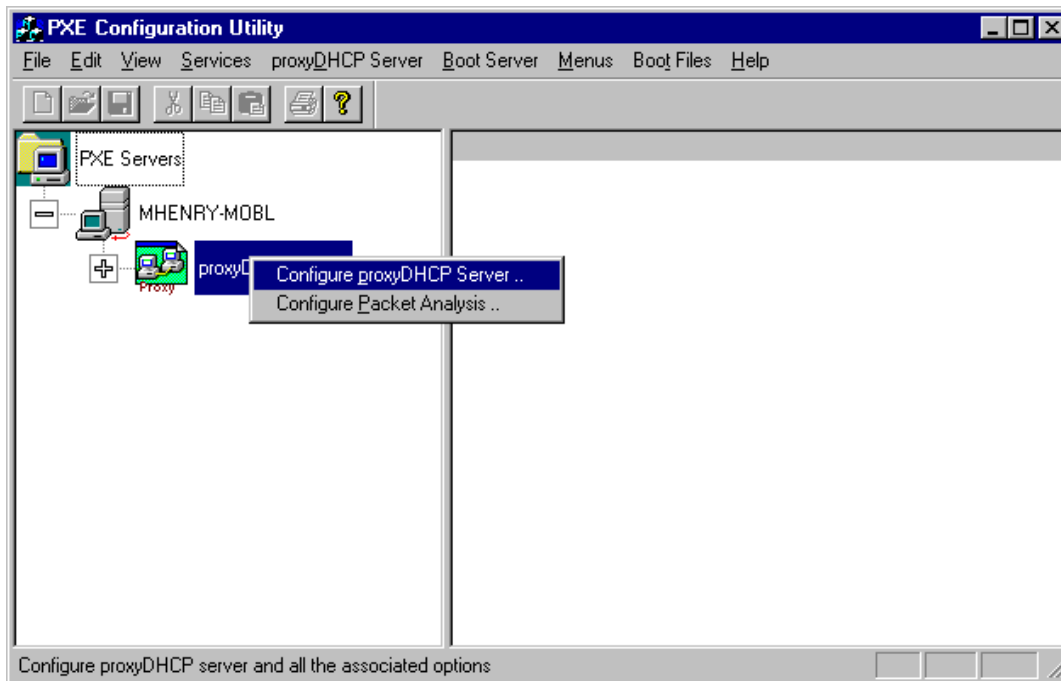 PXE Configuration Utility
File Edit View Services proxyDHCP Server Boot Server Menus Boot Files Help
PXE Servers
MHENRY-MOBL
Proxy
Configure proxyDHCP Server ..
Configure Packet Analysis ..
Configure proxyDHCP server and all the associated options